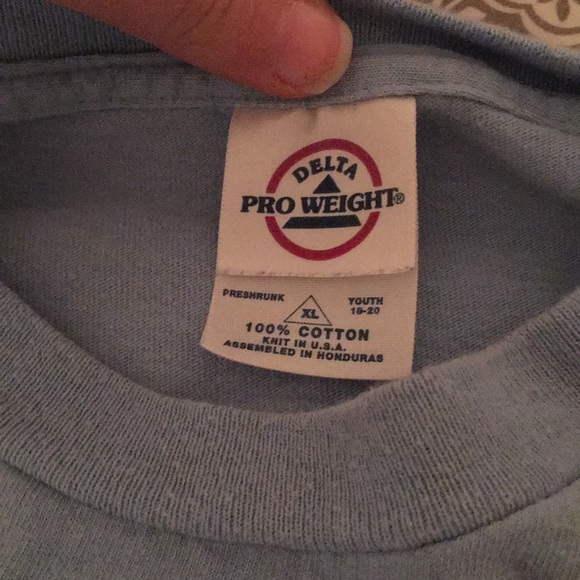 DELTA
PRO WEIGHT®
PRESHRUNK
XL
YOUTH
18-20
100% COTTON
KNIT IN U.S.A.
ASSEMBLED IN HONDURAS